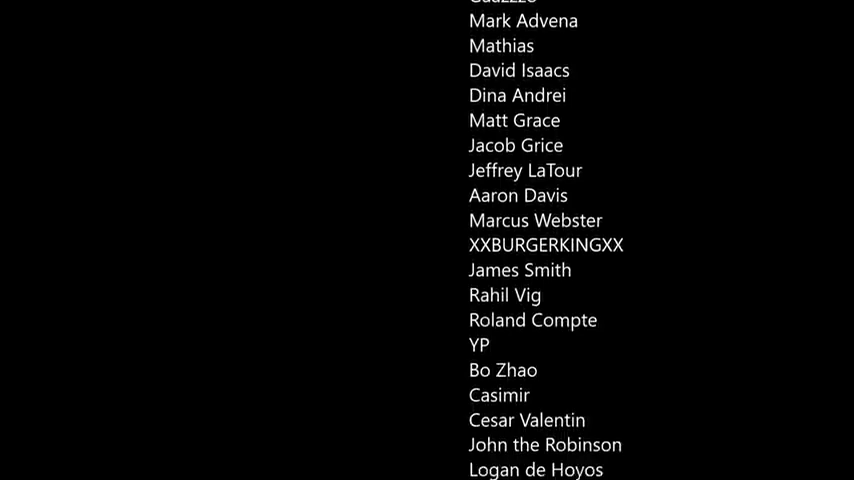 Mark Advena
Mathias
David Isaacs
Dina Andrei
Matt Grace
Jacob Grice
Jeffrey LaTour
Aaron Davis
Marcus Webster
XXBURGERKINGXX
James Smith
Rahil Vig
Roland Compte
YP
Bo Zhao
Casimir
Cesar Valentin
John the Robinson
Logan de Hoyos